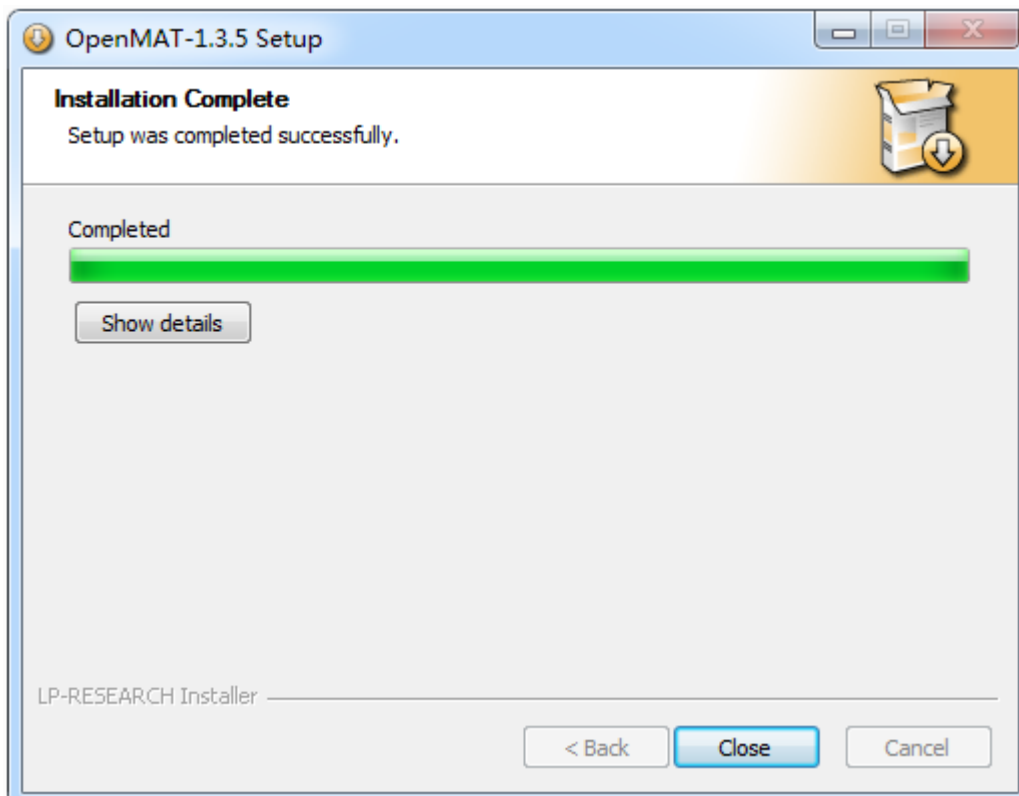 OpenMAT-1.3.5 Setup
Installation Complete
Setup was completed successfully.
Completed
Show details
LP-RESEARCH Installer
< Back
Close
Cancel